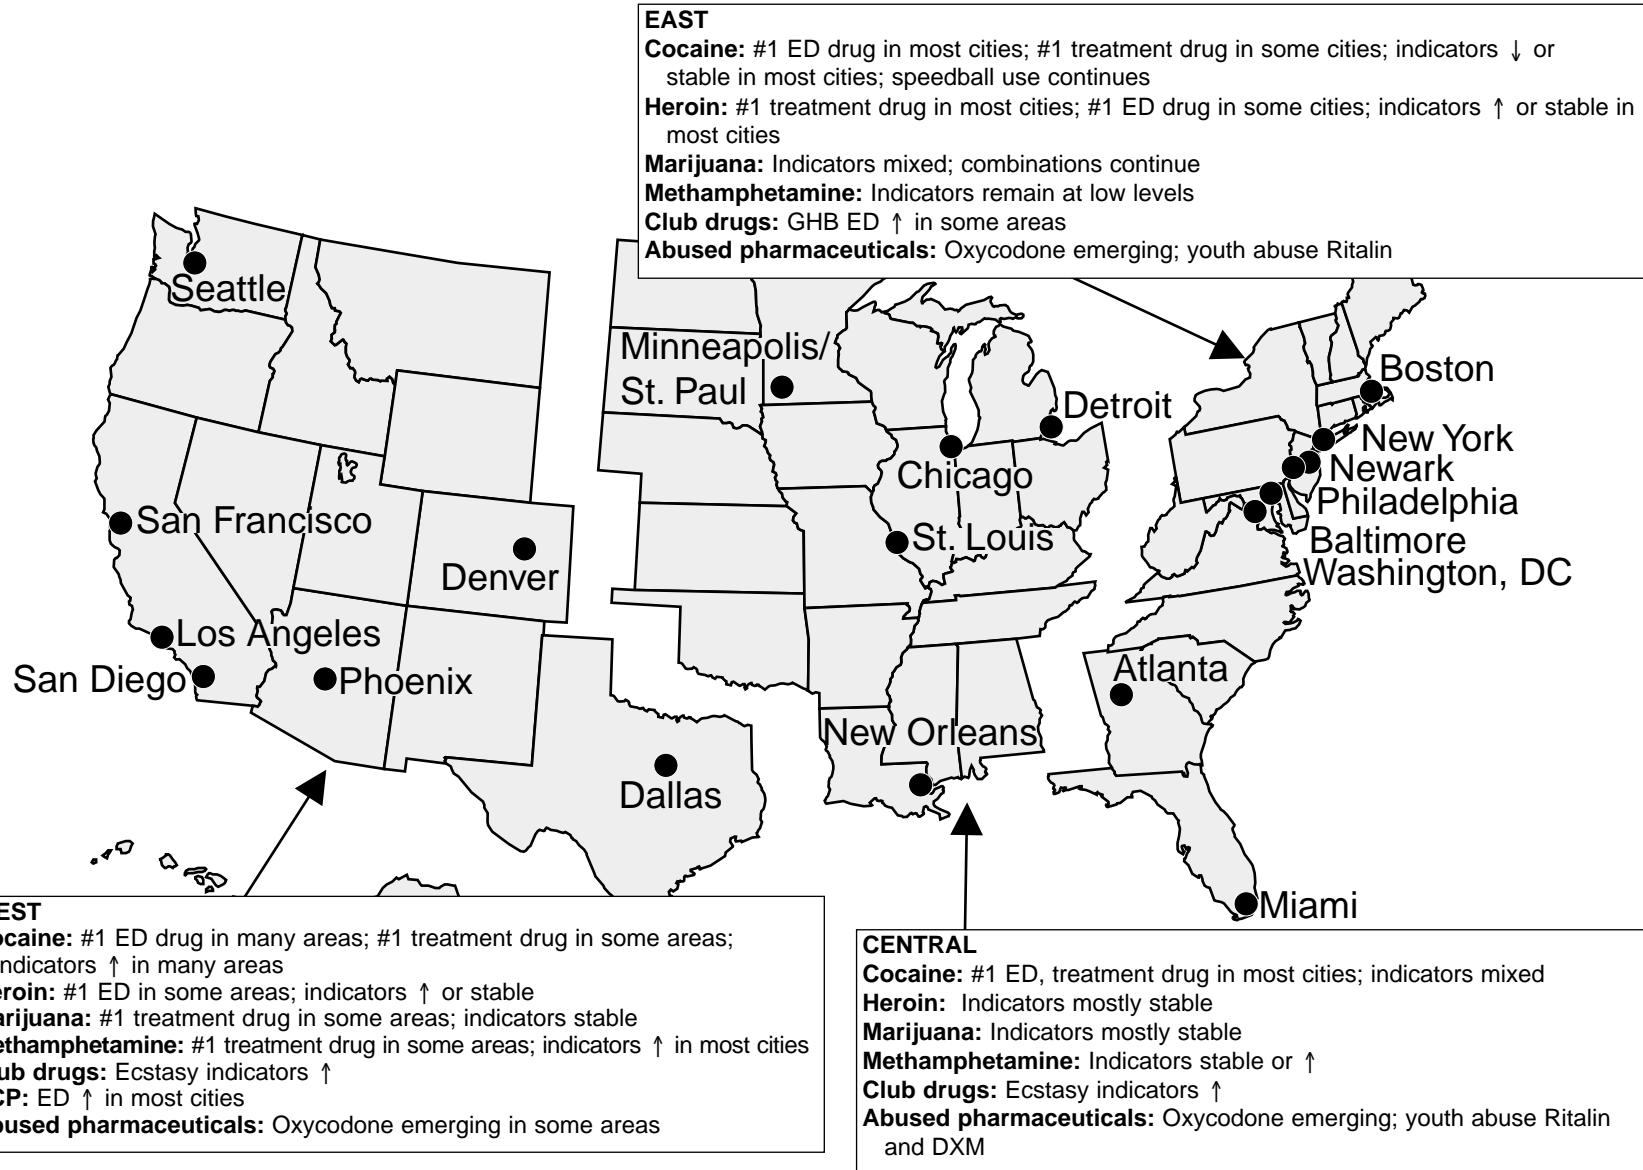 EAST
Cocaine: #1 ED drug in most cities; #1 treatment drug in some cities; indicators ↓ or
stable in most cities; speedball use continues
Heroin: #1 treatment drug in most cities; #1 ED drug in some cities; indicators ↑ or stable in
most cities
Marijuana: Indicators mixed; combinations continue
Methamphetamine: Indicators remain at low levels
Club drugs: GHB ED ↑ in some areas
Abused pharmaceuticals: Oxycodone emerging; youth abuse Ritalin
Seattle
Minneapolis/
St. Paul
Boston
Detroit
New York
Newark
Chicago
Philadelphia
San Francisco
St. Louis
Baltimore
Denver
Washington, DC
Los Angeles
San Diego
Phoenix
Atlanta
New Orleans
Dallas
Miami
EST
ocaine: #1 ED drug in many areas; #1 treatment drug in some areas;
ndicators ↑ in many areas
eroin: #1 ED in some areas; indicators ↑ or stable
arijuana: #1 treatment drug in some areas; indicators stable
ethamphetamine: #1 treatment drug in some areas; indicators ↑ in most cities
ub drugs: Ecstasy indicators ↑
CP: ED ↑ in most cities
bused pharmaceuticals: Oxycodone emerging in some areas
CENTRAL
Cocaine: #1 ED, treatment drug in most cities; indicators mixed
Heroin: Indicators mostly stable
Marijuana: Indicators mostly stable
Methamphetamine: Indicators stable or ↑
Club drugs: Ecstasy indicators ↑
Abused pharmaceuticals: Oxycodone emerging; youth abuse Ritalin
and DXM